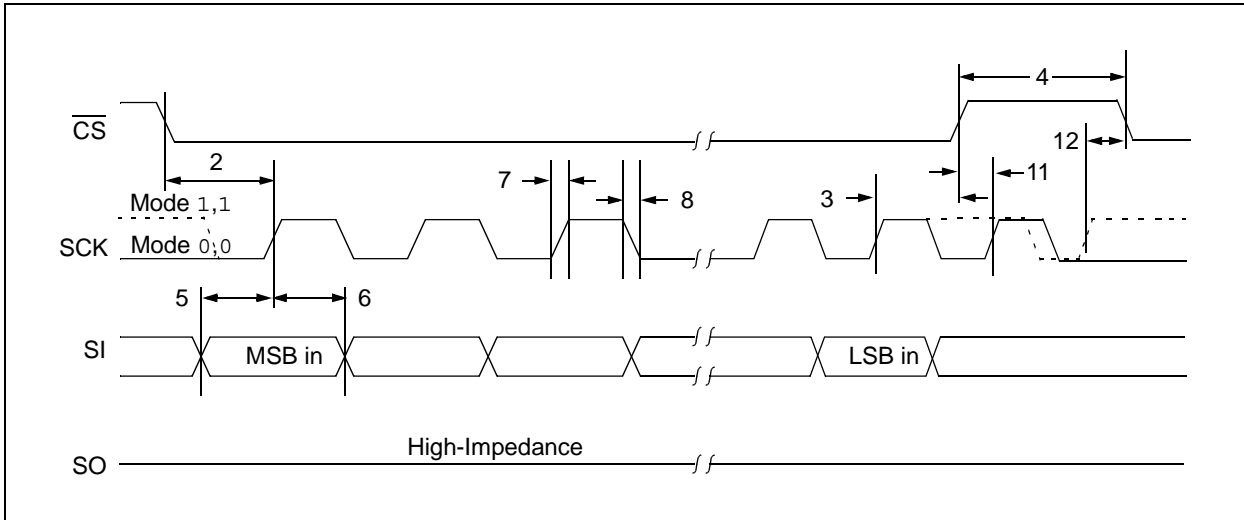 4
CS
12
2
11
7
8
3
Mode 1,1
SCK
Mode 0,0
5
6
SI
MSB in
LSB in
High-Impedance
SO